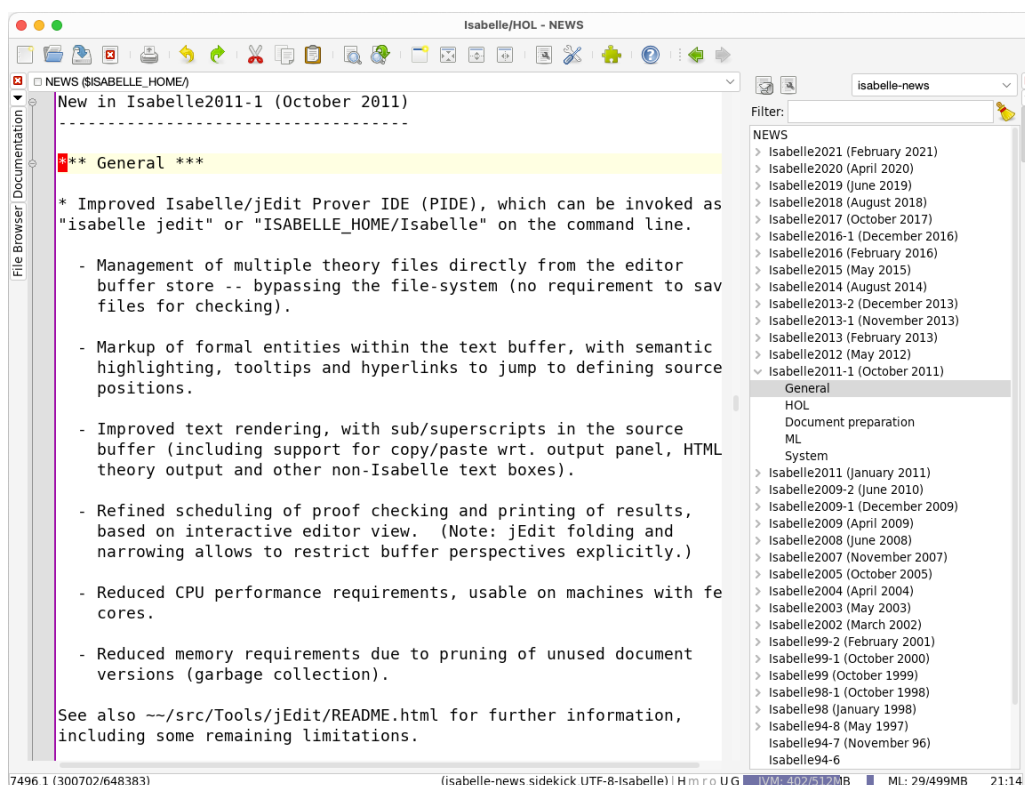 Isabelle/HOL - NEWS
NEWS ($ISABELLE_HOME/)
File Browser
Documentation
New in Isabelle2011-1 (October 2011)
------------------------------------
*** General ***
* Improved Isabelle/jEdit Prover IDE (PIDE), which can be invoked as
"isabelle jedit" or "ISABELLE_HOME/Isabelle" on the command line.
- Management of multiple theory files directly from the editor
buffer store -- bypassing the file-system (no requirement to sav
files for checking).
- Markup of formal entities within the text buffer, with semantic
highlighting, tooltips and hyperlinks to jump to defining source
positions.
- Improved text rendering, with sub/superscripts in the source
buffer (including support for copy/paste wrt. output panel, HTML
theory output and other non-Isabelle text boxes).
- Refined scheduling of proof checking and printing of results,
based on interactive editor view.  (Note: jEdit folding and
narrowing allows to restrict buffer perspectives explicitly.)
- Reduced CPU performance requirements, usable on machines with fe
cores.
- Reduced memory requirements due to pruning of unused document
versions (garbage collection).
See also ~~/src/Tools/jEdit/README.html for further information,
including some remaining limitations.
isabelle-news
Filter:
NEWS
Isabelle2021 (February 2021)
Isabelle2020 (April 2020)
Isabelle2019 (June 2019)
Isabelle2018 (August 2018)
Isabelle2017 (October 2017)
Isabelle2016-1 (December 2016)
Isabelle2016 (February 2016)
Isabelle2015 (May 2015)
Isabelle2014 (August 2014)
Isabelle2013-2 (December 2013)
Isabelle2013-1 (November 2013)
Isabelle2013 (February 2013)
Isabelle2012 (May 2012)
Isabelle2011-1 (October 2011)
General
HOL
Document preparation
ML
System
Isabelle2011 (January 2011)
Isabelle2009-2 (June 2010)
Isabelle2009-1 (December 2009)
Isabelle2009 (April 2009)
Isabelle2008 (June 2008)
Isabelle2007 (November 2007)
Isabelle2005 (October 2005)
Isabelle2004 (April 2004)
Isabelle2003 (May 2003)
Isabelle2002 (March 2002)
Isabelle99-2 (February 2001)
Isabelle99-1 (October 2000)
Isabelle99 (October 1999)
Isabelle98-1 (October 1998)
Isabelle98 (January 1998)
Isabelle94-8 (May 1997)
Isabelle94-7 (November 96)
Isabelle94-6
7496,1 (300702/648383)
(isabelle-news,sidekick,UTF-8-Isabelle) | H m r o U G
JVM: 402/512MB
ML: 29/499MB
21:14